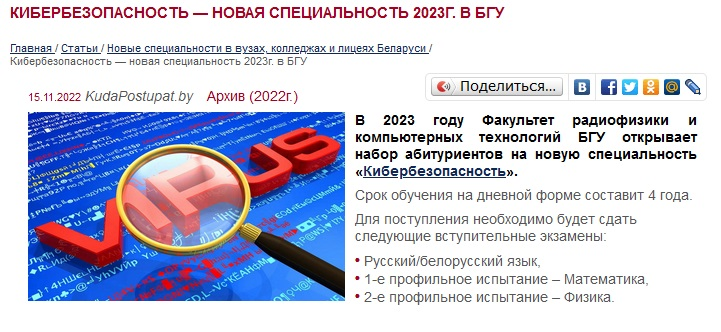 КИБЕРБЕЗОПАСНОСТЬ — НОВАЯ СПЕЦИАЛЬНОСТЬ 2023Г. В БГУ
Главная / Статьи / Новые специальности в вузах, колледжах и лицеях Беларуси /
Кибербезопасность — новая специальность 2023г. в БГУ
Поделиться...
15.11.2022 KudaPostupat.by Архив (2022г.)
VIRUS
В 2023 году Факультет радиофизики и
компьютерных технологий БГУ открывает
набор абитуриентов на новую специальность
«Кибербезопасность».
Срок обучения на дневной форме составит 4 года.
Для поступления необходимо будет сдать
следующие вступительные экзамены:
• Русский/белорусский язык,
• 1-е профильное испытание – Математика,
• 2-е профильное испытание – Физика.